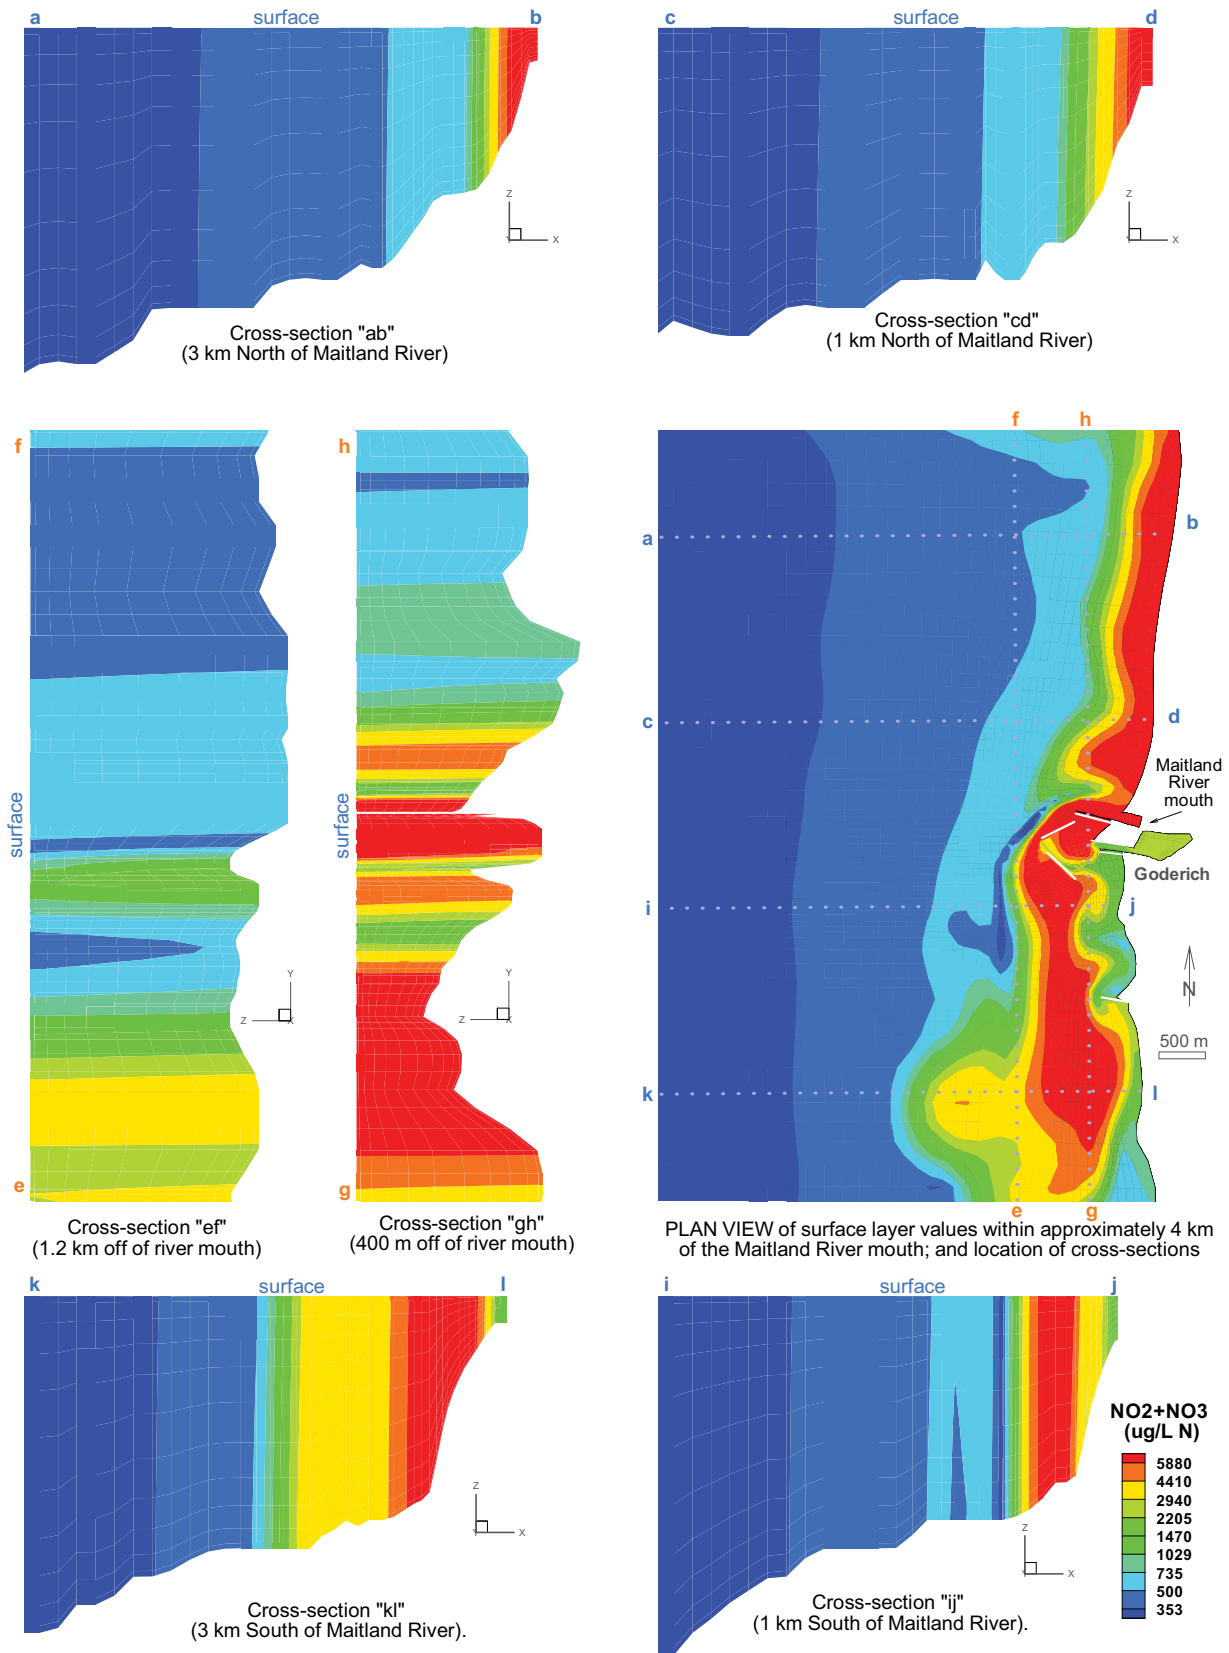 a surface b
c surface d
Z
X
Z
X
Cross-section "ab"
(3 km North of Maitland River)
Cross-section "cd"
(1 km North of Maitland River)
f
h
f h
b
a
c
d
Maitland
River
mouth
Goderich
i
j
N
500 m
k
l
e
g
surface
surface
Y
Z X
Y
Z X
e
g
Cross-section "ef"
(1.2 km off of river mouth)
Cross-section "gh"
(400 m off of river mouth)
PLAN VIEW of surface layer values within approximately 4 km
of the Maitland River mouth; and location of cross-sections
k surface l
i surface j
Z
X
Z
X
NO2+NO3
(ug/L N)
5880
4410
2940
2205
1470
1029
735
500
353
Cross-section "kl"
(3 km South of Maitland River).
Cross-section "ij"
(1 km South of Maitland River).